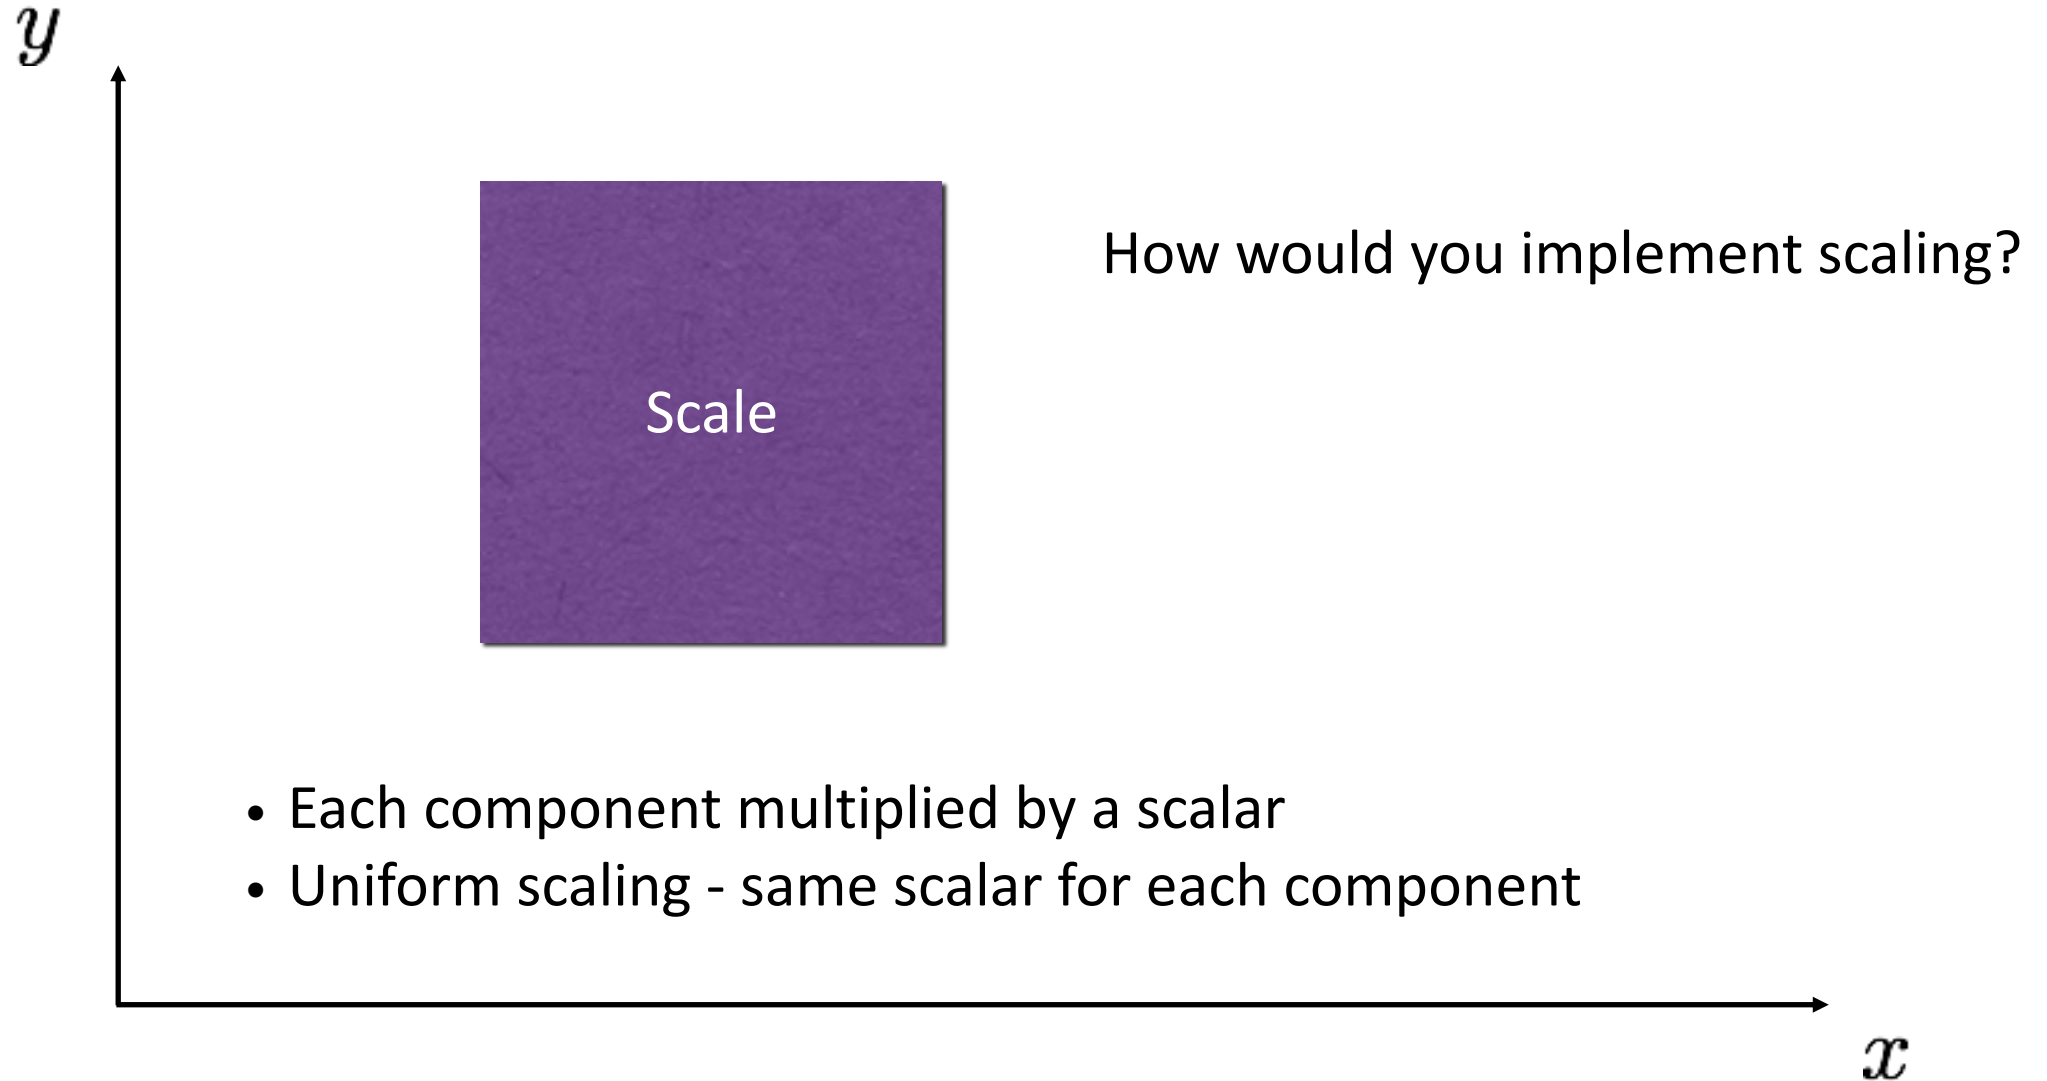 y
How would you implement scaling?
Scale
• Each component multiplied by a scalar
• Uniform scaling - same scalar for each component
x